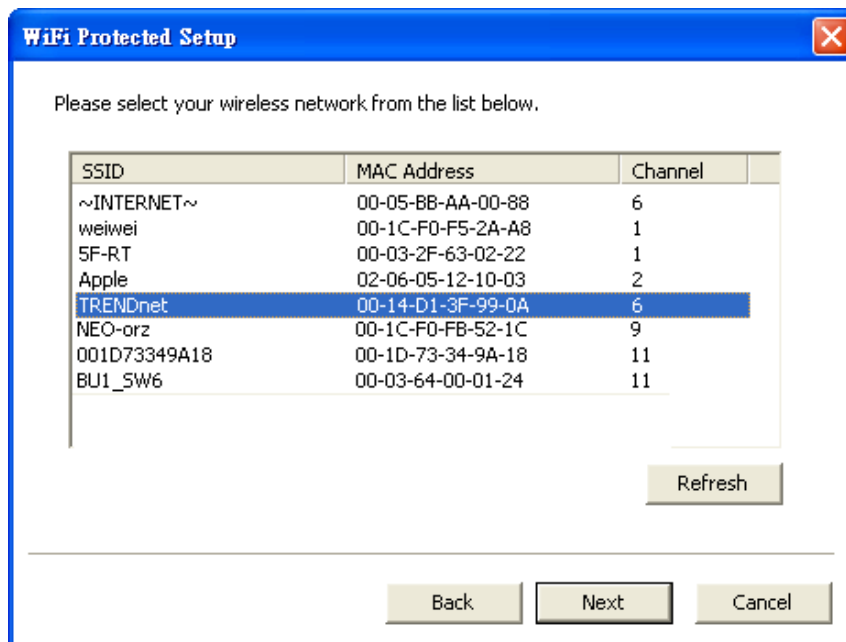 WiFi Protected Setup
Please select your wireless network from the list below.
SSID MAC Address Channel
~INTERNET~ 00-05-BB-AA-00-88 6
weiwei 00-1C-F0-F5-2A-A8 1
5F-RT 00-03-2F-63-02-22 1
Apple 02-06-05-12-10-03 2
TRENDnet 00-14-D1-3F-99-0A 6
NEO-orz 00-1C-F0-FB-52-1C 9
001D73349A18 00-1D-73-34-9A-18 11
BU1_SW6 00-03-64-00-01-24 11
Refresh
Back Next Cancel